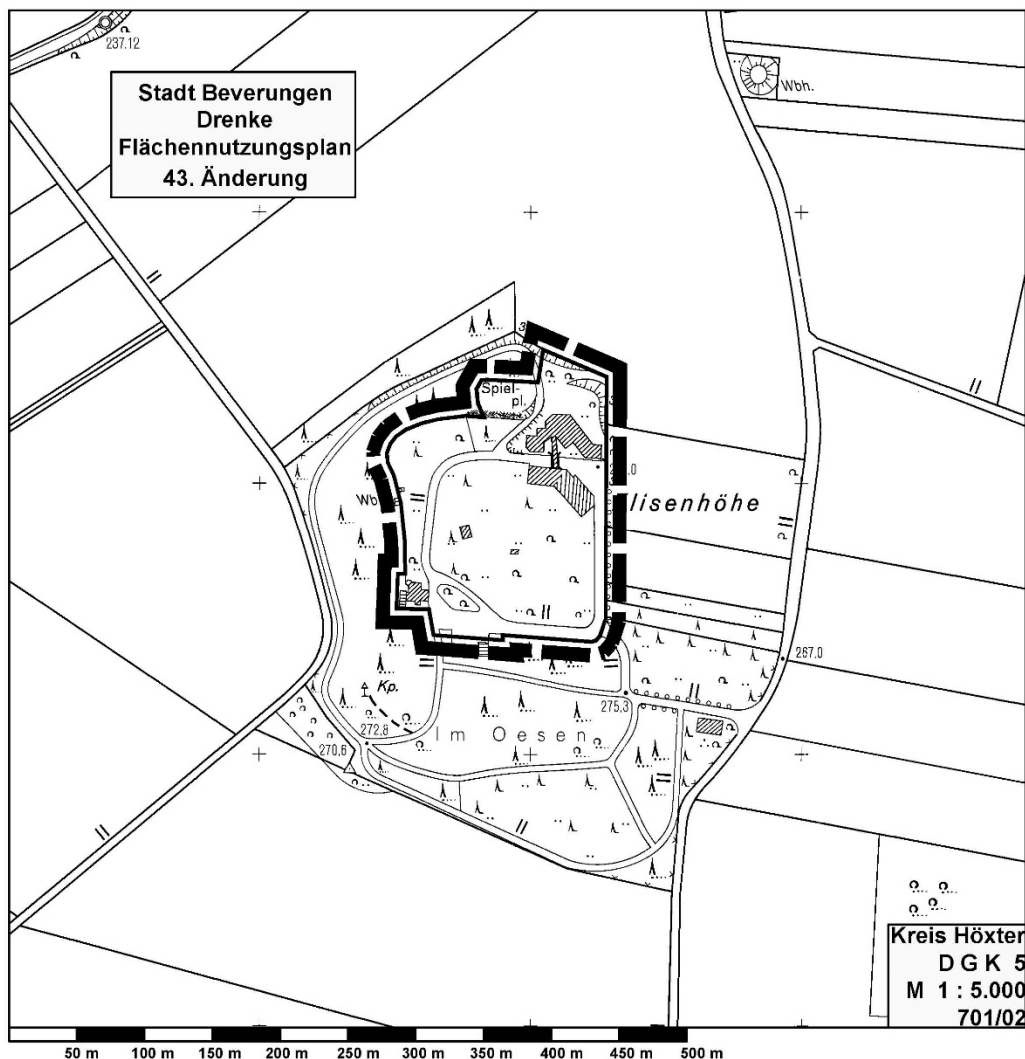 237.12
Stadt Beverungen
Drenke
Flächennutzungsplan
43. Änderung
Wbh.
Spiel-
pl.
lisenhöhe
Kp.
287,0
275,3
272,8
270,6
Im Oesen
Kreis Höxter
D G K 5
M 1 : 5.000
701/02
50 m 100 m 150 m 200 m 250 m 300 m 350 m 400 m 450 m 500 m